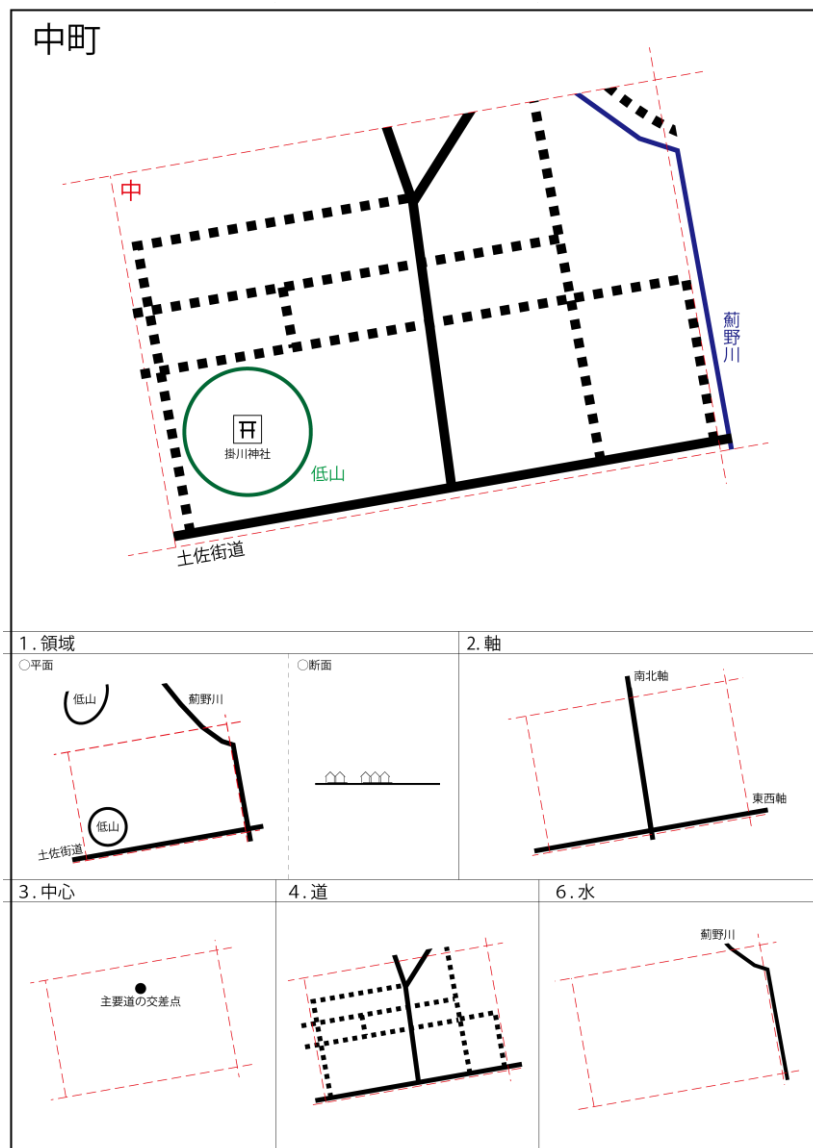 中町
中
薊野川
掛川神社
低山
土佐街道
1.領域
2.軸
○平面
○断面
低山
薊野川
低山
土佐街道
南北軸
東西軸
3.中心
4.道
6.水
主要道の交差点
薊野川